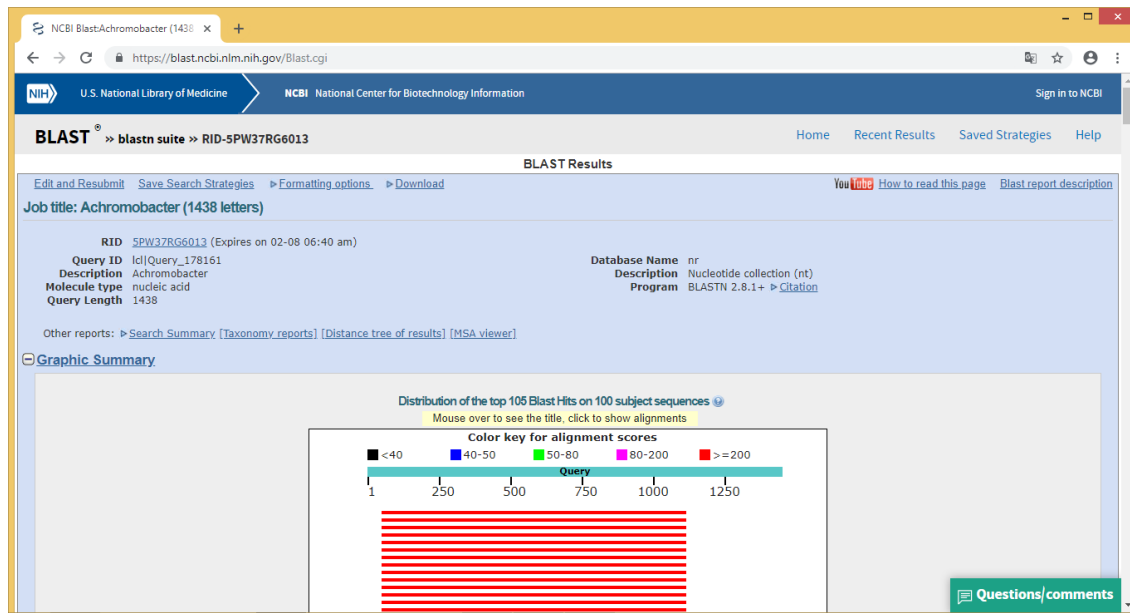 NCBI Blast:Achromobacter (1438
https://blast.ncbi.nlm.nih.gov/Blast.cgi
NIH U.S. National Library of Medicine NCBI National Center for Biotechnology Information Sign in to NCBI
BLAST ® » blastn suite » RID-5PW37RG6013 Home Recent Results Saved Strategies Help
BLAST Results
Edit and Resubmit Save Search Strategies Formatting options Download YouTube How to read this page Blast report description
Job title: Achromobacter (1438 letters)
RID 5PW37RG6013 (Expires on 02-08 06:40 am)
Query ID lcl|Query_178161 Database Name nr
Description Achromobacter Description Nucleotide collection (nt)
Molecule type nucleic acid Program BLASTN 2.8.1+ Citation
Query Length 1438
Other reports: Search Summary [Taxonomy reports] [Distance tree of results] [MSA viewer]
Graphic Summary
Distribution of the top 105 Blast Hits on 100 subject sequences
Mouse over to see the title, click to show alignments
Color key for alignment scores
<40 40-50 50-80 80-200 >=200
Query
1 250 500 750 1000 1250
Questions/comments